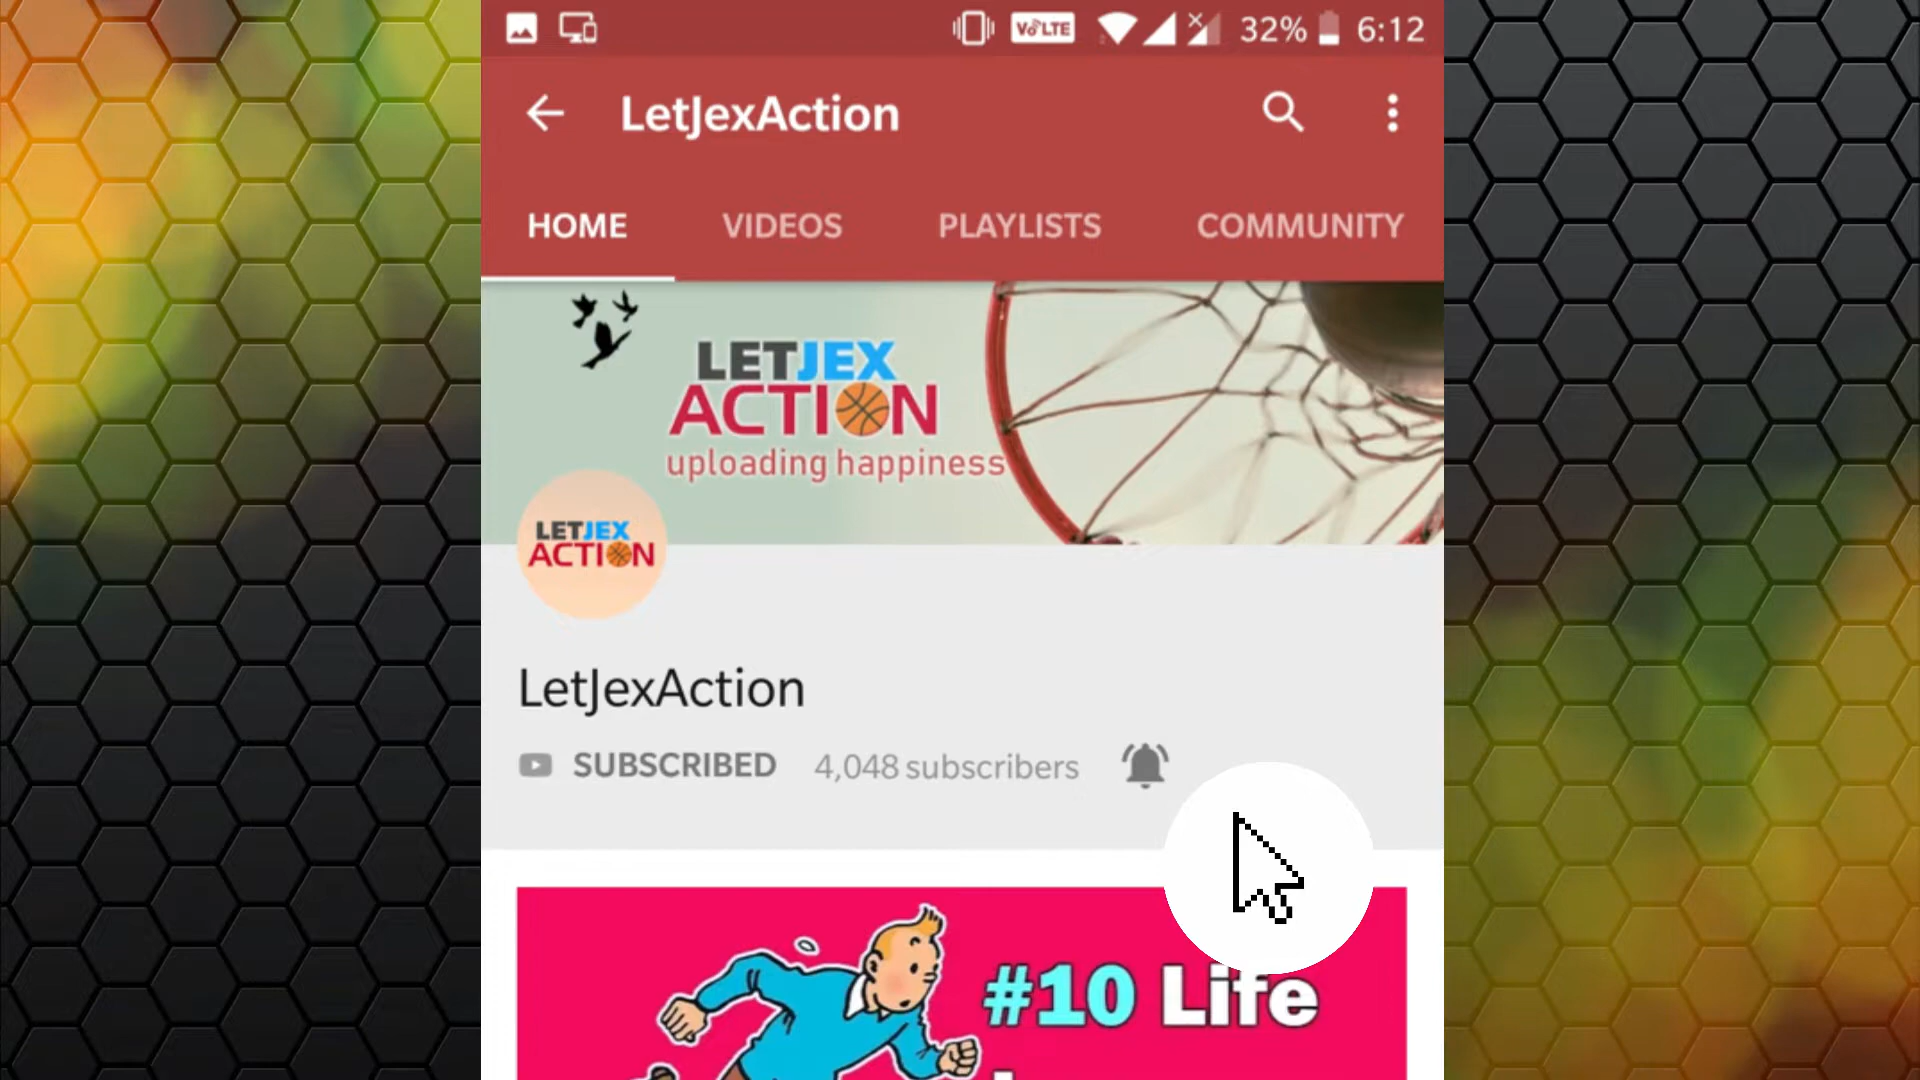 VoLTE 32% 6:12
LetJexAction
HOME VIDEOS PLAYLISTS COMMUNITY
LETJEX
ACTION
uploading happiness
LETJEX
ACTION
LetJexAction
SUBSCRIBED 4,048 subscribers
#10 Life